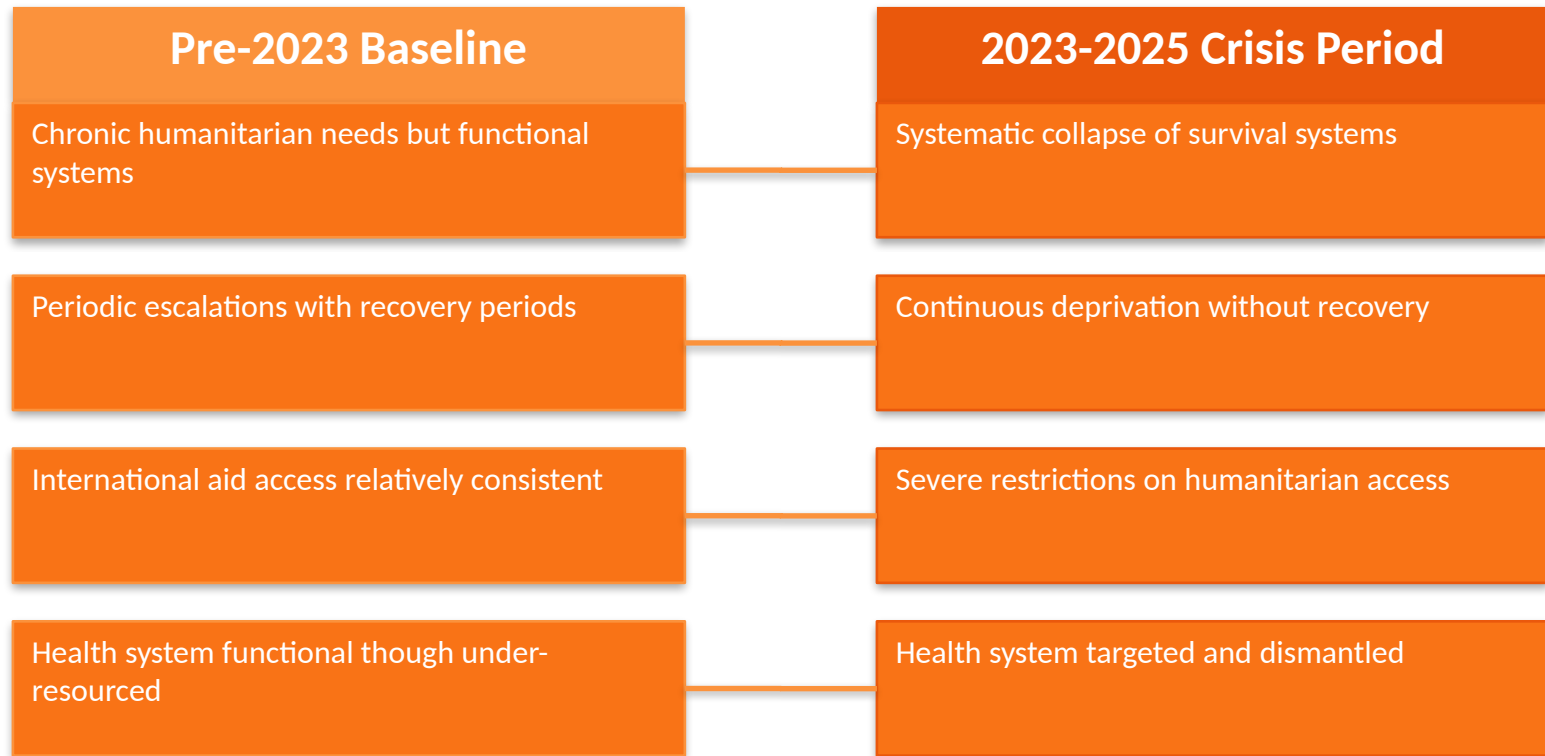 Pre-2023 Baseline
2023-2025 Crisis Period
Chronic humanitarian needs but functional
systems
Systematic collapse of survival systems
Periodic escalations with recovery periods
Continuous deprivation without recovery
International aid access relatively consistent
Severe restrictions on humanitarian access
Health system functional though under-
resourced
Health system targeted and dismantled